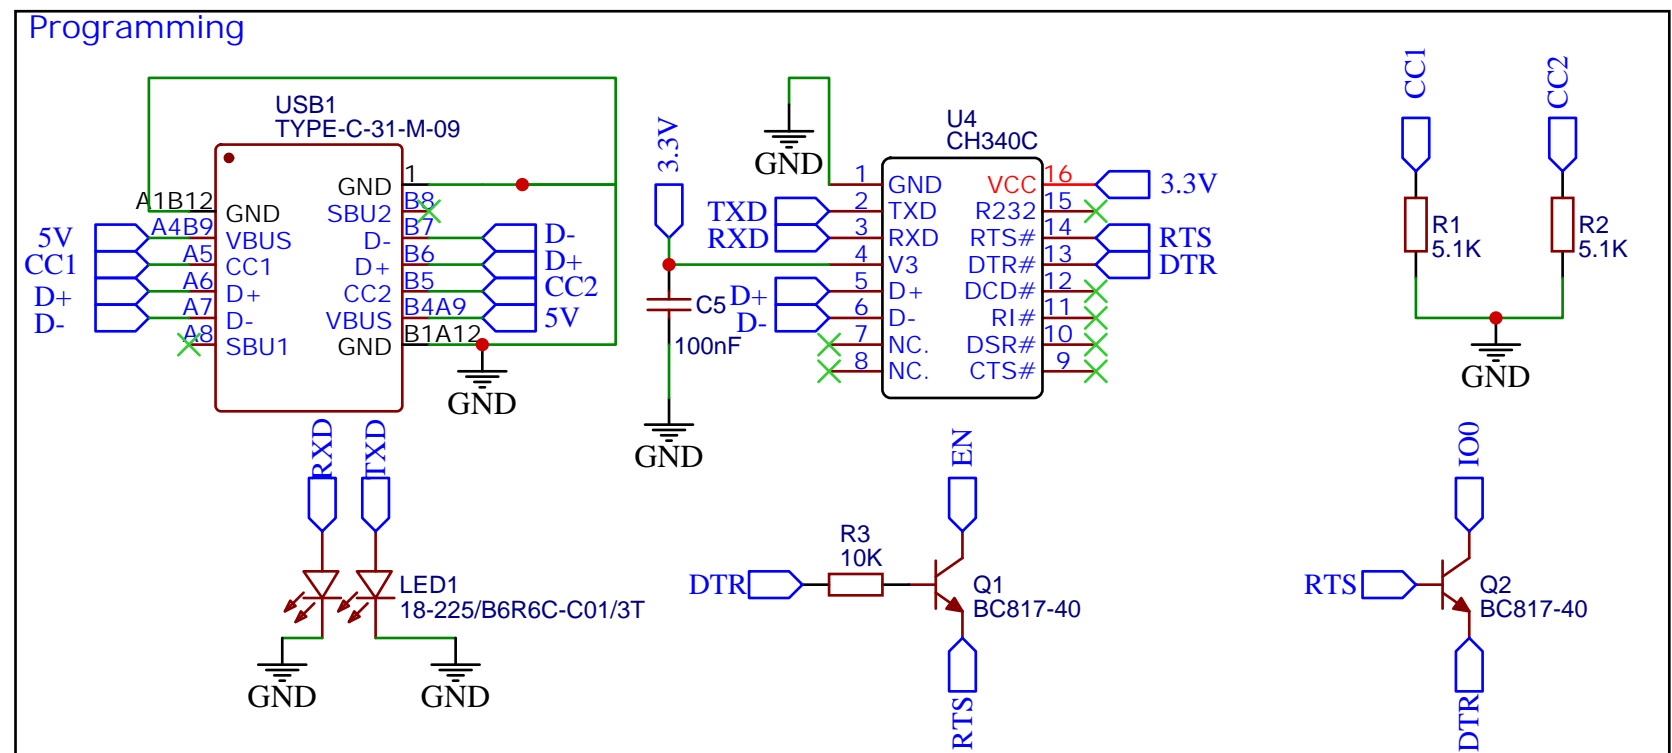 Programming
USB1
TYPE-C-31-M-09
A1B12
GND
A4B9
VBUS
A5
CC1
A6
D+
A7
D-
A8
SBU1
5V
CC1
D+
D-
GND
1
SBU2
B8
D-
B7
D+
B6
CC2
B5
VBUS
B4A9
GND
B1A12
D-
D+
CC2
5V
GND
3.3V
C5
100nF
GND
GND
U4
CH340C
TXD
RXD
D+
D-
1
GND
2
TXD
3
RXD
4
V3
5
D+
6
D-
7
NC.
8
NC.
VCC
16
R232
15
RTS#
14
DTR#
13
DCD#
12
RI#
11
DSR#
10
CTS#
9
3.3V
RTS
DTR
CC1
CC2
R1
5.1K
R2
5.1K
GND
RXD
TXD
LED1
18-225/B6R6C-C01/3T
GND
GND
EN
R3
10K
DTR
Q1
BC817-40
RTS
IO0
RTS
Q2
BC817-40
DTR